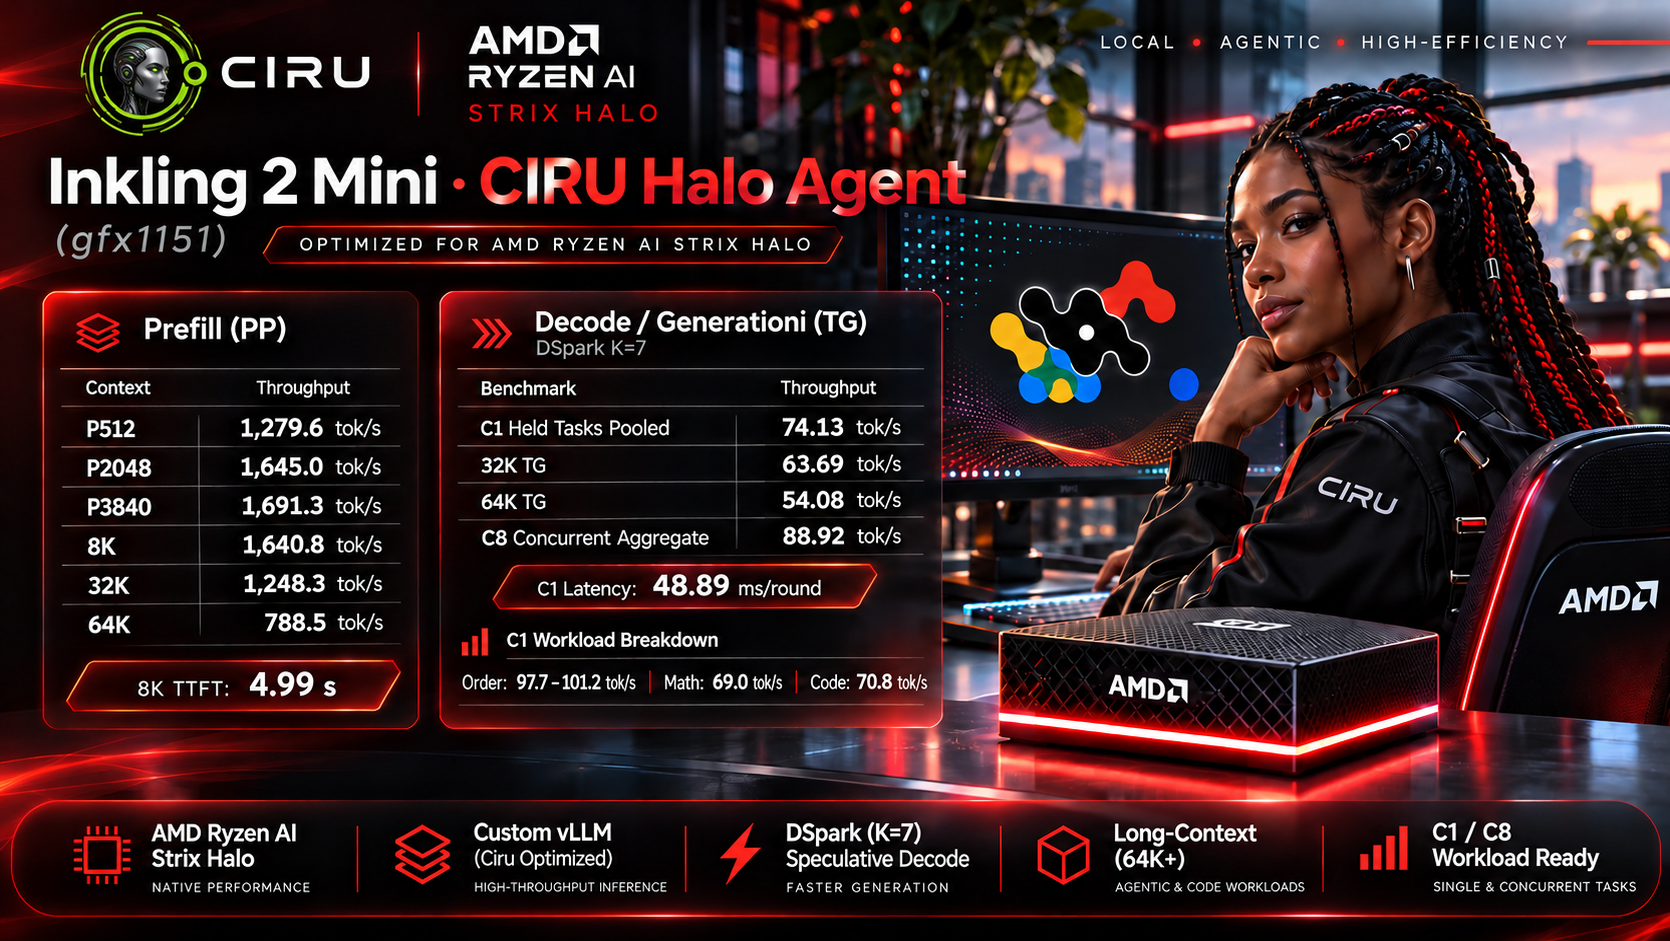 CIRU
AMD
RYZEN AI
STRIX HALO
LOCAL • AGENTIC • HIGH-EFFICIENCY
Inkling 2 Mini · CIRU Halo Agent
(gfx1151)
OPTIMIZED FOR AMD RYZEN AI STRIX HALO
Prefill (PP)
Context Throughput
P512 1,279.6 tok/s
P2048 1,645.0 tok/s
P3840 1,691.3 tok/s
8K 1,640.8 tok/s
32K 1,248.3 tok/s
64K 788.5 tok/s
8K TTFT: 4.99 s
Decode / Generationi (TG)
DSpark K=7
Benchmark Throughput
C1 Held Tasks Pooled 74.13 tok/s
32K TG 63.69 tok/s
64K TG 54.08 tok/s
C8 Concurrent Aggregate 88.92 tok/s
C1 Latency: 48.89 ms/round
C1 Workload Breakdown
Order: 97.7–101.2 tok/s | Math: 69.0 tok/s | Code: 70.8 tok/s
CIRU
AMD
AMD
AMD Ryzen AI
Strix Halo
NATIVE PERFORMANCE
Custom vLLM
(Ciru Optimized)
HIGH-THROUGHPUT INFERENCE
DSpark (K=7)
Speculative Decode
FASTER GENERATION
Long-Context
(64K+)
AGENTIC & CODE WORKLOADS
C1 / C8
Workload Ready
SINGLE & CONCURRENT TASKS